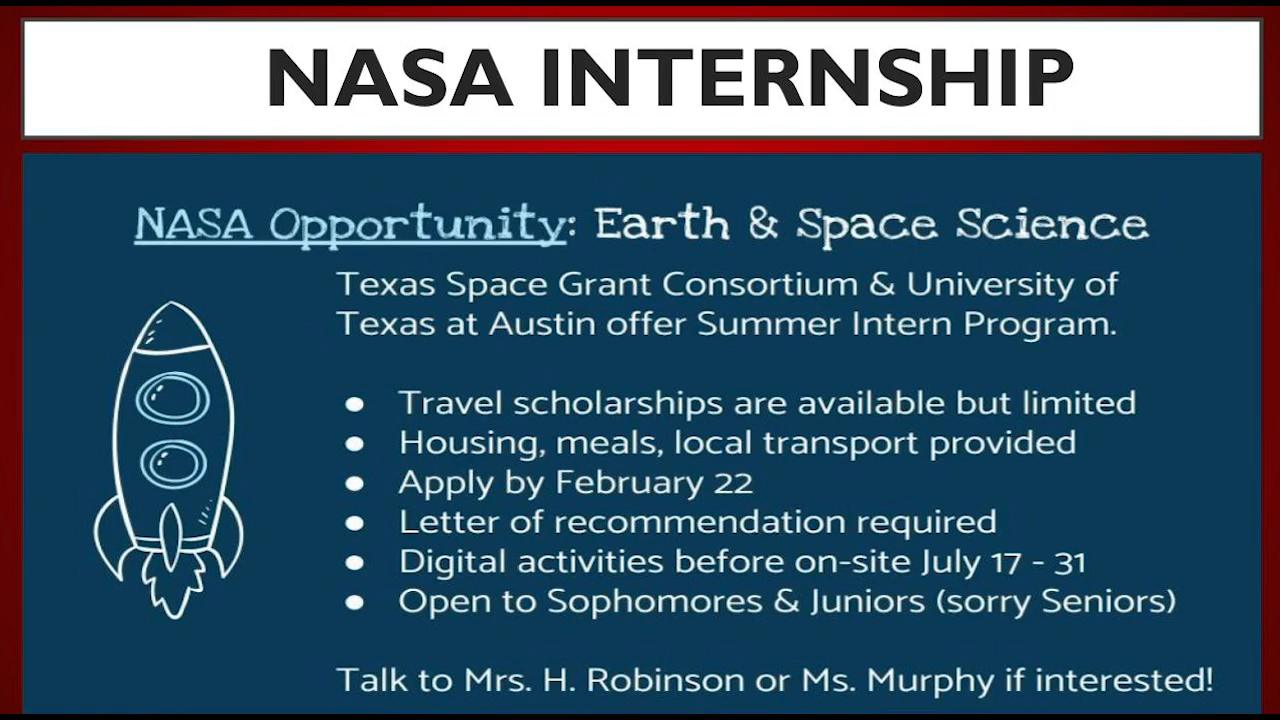 NASA INTERNSHIP
NASA Opportunity: Earth & Space Science
Texas Space Grant Consortium & University of
Texas at Austin offer Summer Intern Program.
● Travel scholarships are available but limited
● Housing, meals, local transport provided
● Apply by February 22
● Letter of recommendation required
● Digital activities before on-site July 17 - 31
● Open to Sophomores & Juniors (sorry Seniors)
Talk to Mrs. H. Robinson or Ms. Murphy if interested!